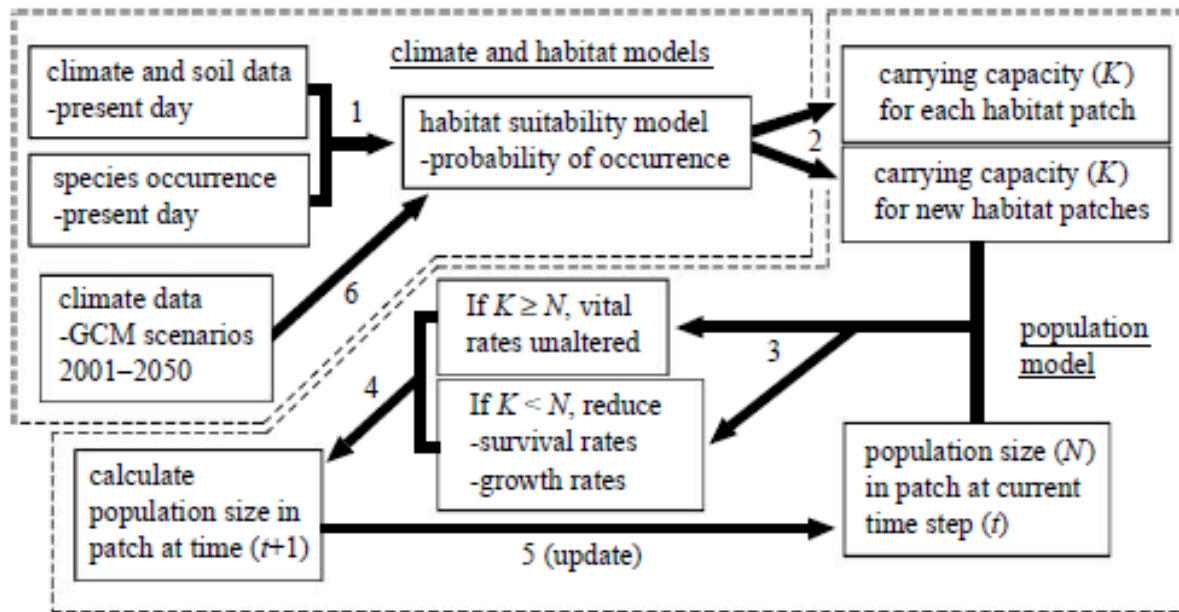 climate and habitat models
climate and soil data
-present day
1
species occurrence
-present day
habitat suitability model
-probability of occurrence
2
carrying capacity (K)
for each habitat patch
carrying capacity (K)
for new habitat patches
climate data
-GCM scenarios
2001–2050
6
If K ≥ N, vital
rates unaltered
3
population
model
4
If K < N, reduce
-survival rates
-growth rates
calculate
population size in
patch at time (t+1)
5 (update)
population size (N)
in patch at current
time step (t)